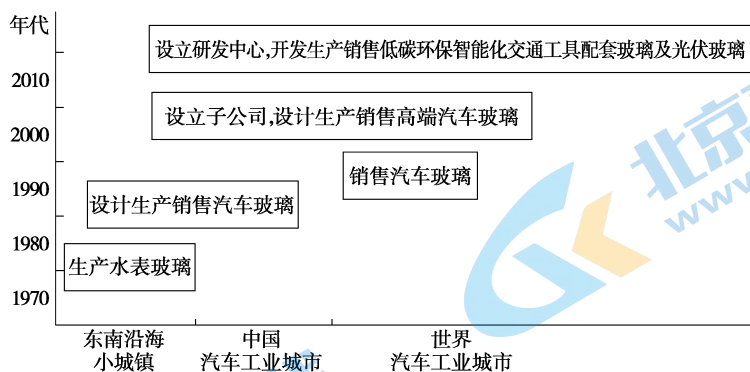 年代
设立研发中心,开发生产销售低碳环保智能化交通工具配套玻璃及光伏玻璃
2010
设立子公司,设计生产销售高端汽车玻璃
2000
销售汽车玻璃
1990
设计生产销售汽车玻璃
1980
生产水表玻璃
1970
东南沿海
小城镇
中国
汽车工业城市
世界
汽车工业城市
北京
www